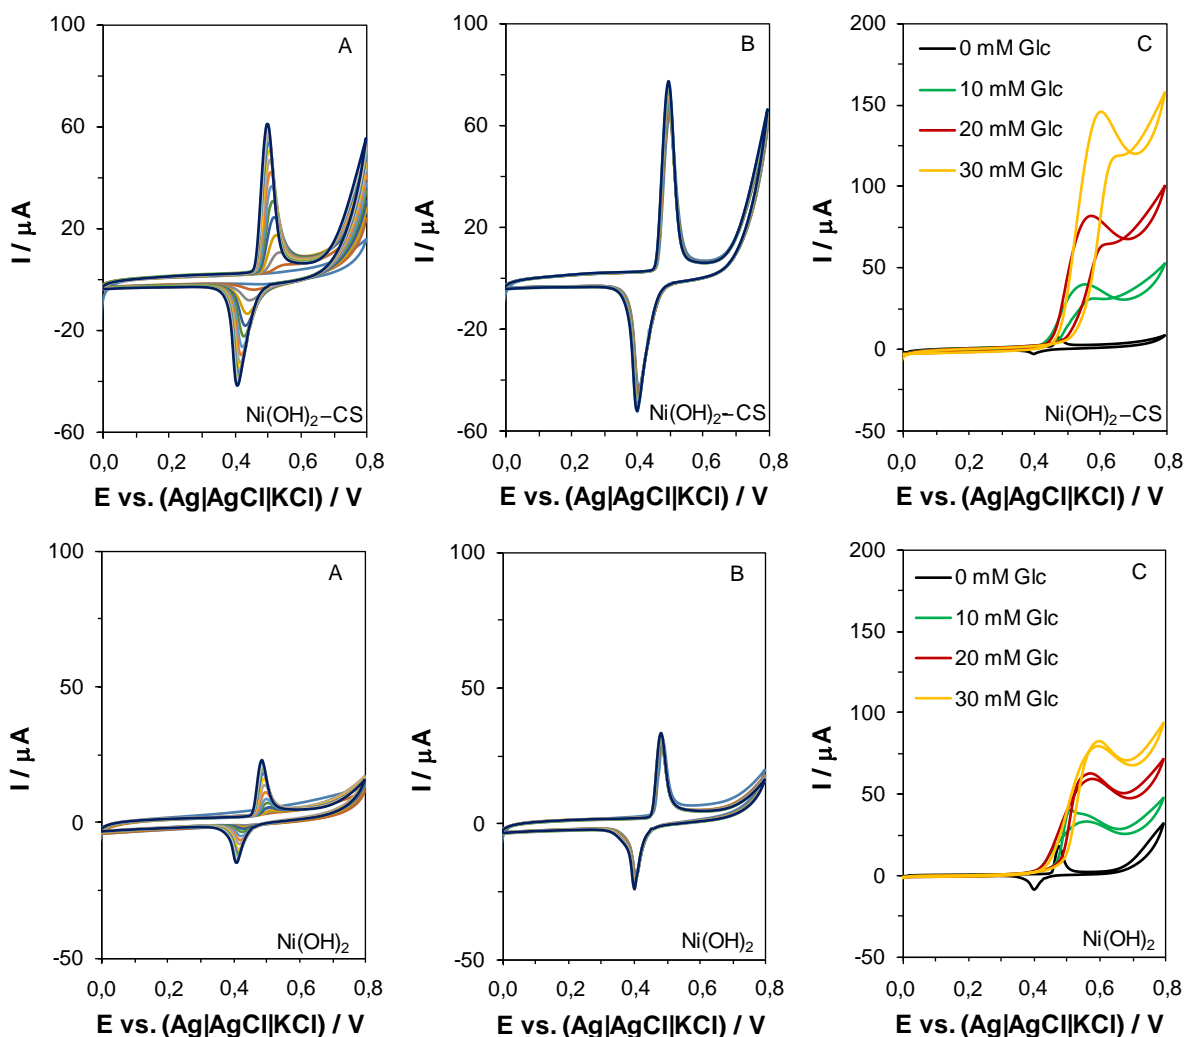 100
A
I / μA
60
20
-20
-60
Ni(OH)₂–CS
0,0 0,2 0,4 0,6 0,8
E vs. (Ag|AgCl|KCl) / V
100
B
I / μA
60
20
-20
-60
Ni(OH)₂-–CS
0,0 0,2 0,4 0,6 0,8
E vs. (Ag|AgCl|KCl) / V
200
C
0 mM Glc
10 mM Glc
20 mM Glc
30 mM Glc
I / μA
150
100
50
0
-50
Ni(OH)₂–CS
0,0 0,2 0,4 0,6 0,8
E vs. (Ag|AgCl|KCl) / V
100
A
I / μA
50
0
-50
Ni(OH)₂
0,0 0,2 0,4 0,6 0,8
E vs. (Ag|AgCl|KCl) / V
100
B
I / μA
50
0
-50
Ni(OH)₂
0,0 0,2 0,4 0,6 0,8
E vs. (Ag|AgCl|KCl) / V
200
C
0 mM Glc
10 mM Glc
20 mM Glc
30 mM Glc
I / μA
150
100
50
0
-50
Ni(OH)₂
0,0 0,2 0,4 0,6 0,8
E vs. (Ag|AgCl|KCl) / V